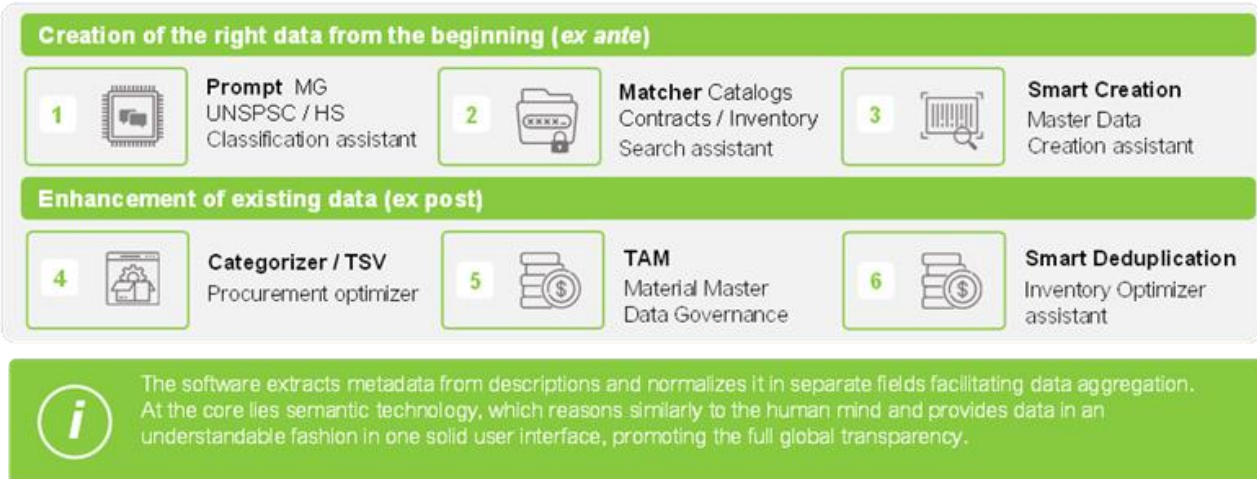 Creation of the right data from the beginning (ex ante)
1
Prompt MG
UNSPSC / HS
Classification assistant
2
Matcher Catalogs
Contracts / Inventory
Search assistant
3
Smart Creation
Master Data
Creation assistant
Enhancement of existing data (ex post)
4
Categorizer / TSV
Procurement optimizer
5
TAM
Material Master
Data Governance
6
Smart Deduplication
Inventory Optimizer
assistant
i
The software extracts metadata from descriptions and normalizes it in separate fields facilitating data aggregation.
At the core lies semantic technology, which reasons similarly to the human mind and provides data in an
understandable fashion in one solid user interface, promoting the full global transparency.